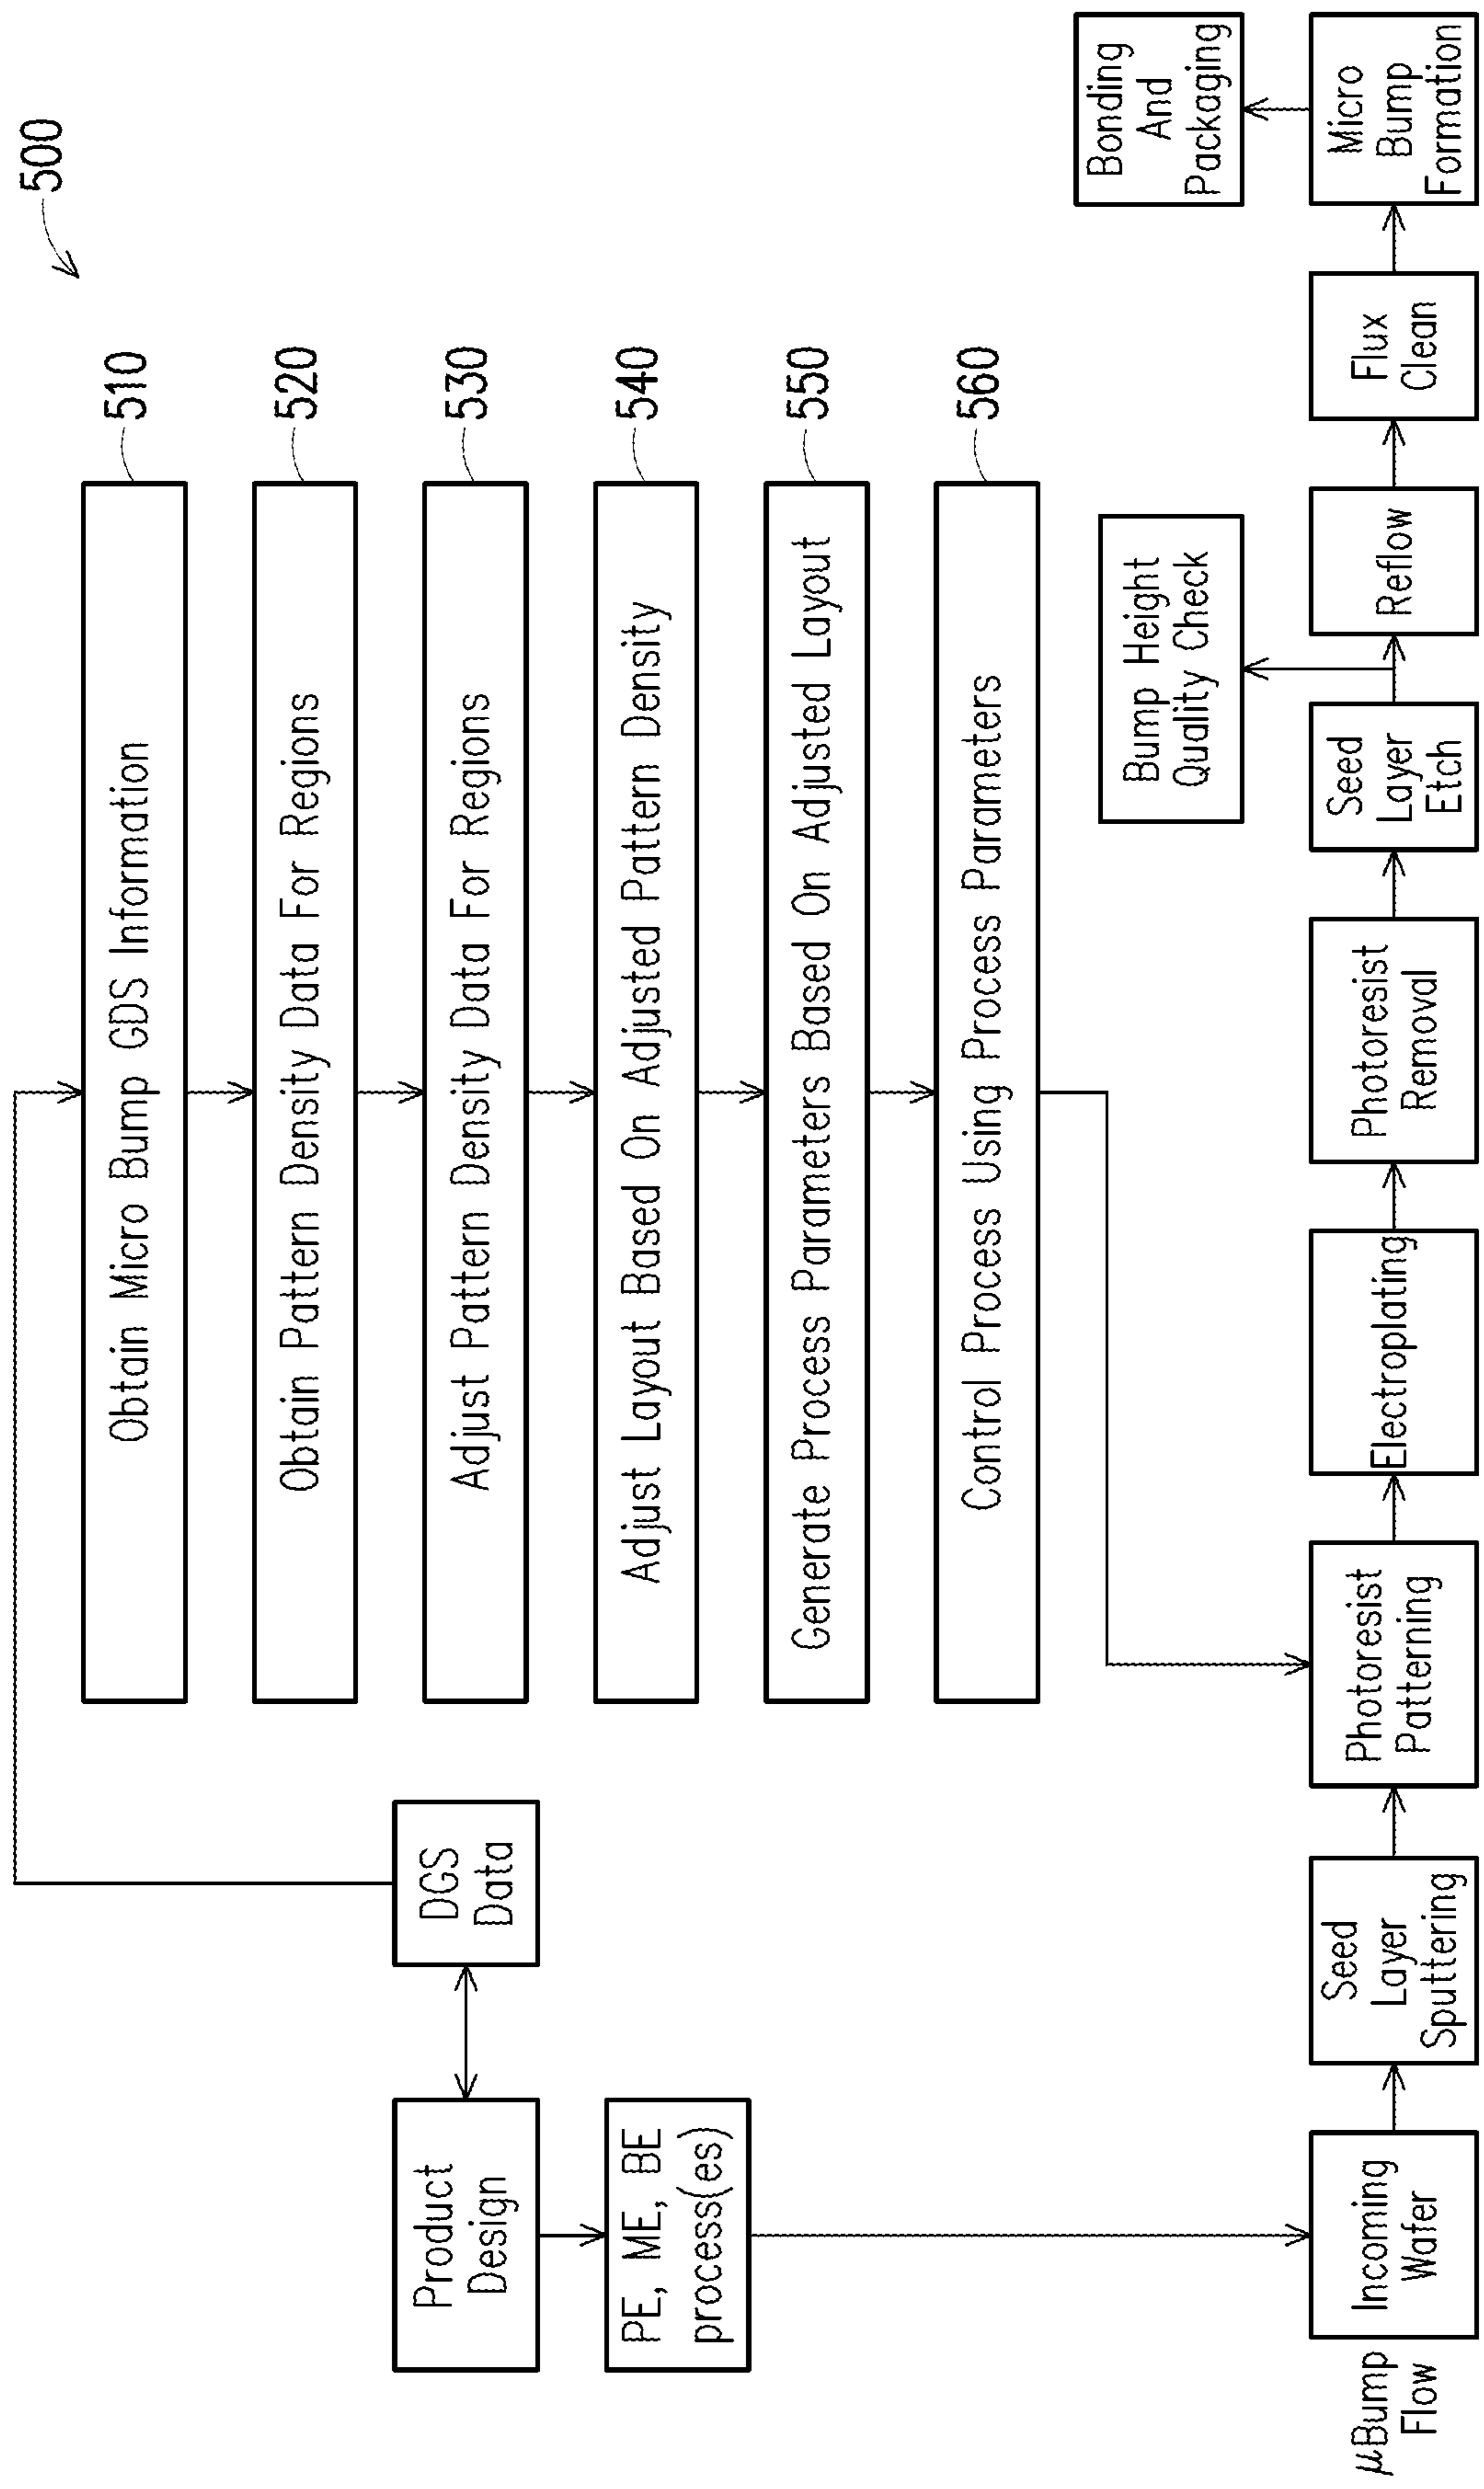 500
Obtain Micro Bump GDS Information
510
Obtain Pattern Density Data For Regions
520
Adjust Pattern Density Data For Regions
530
Adjust Layout Based On Adjusted Pattern Density
540
Generate Process Parameters Based On Adjusted Layout
550
Control Process Using Process Parameters
560
Product
Design
DGS
Data
PE, ME, BE
process(es)
μBump
Flow
Incoming
Wafer
Seed
Layer
Sputtering
Photoresist
Patterning
Electroplating
Photoresist
Removal
Seed
Layer
Etch
Bump Height
Quality Check
Reflow
Flux
Clean
Micro
Bump
Formation
Bonding
And
Packaging